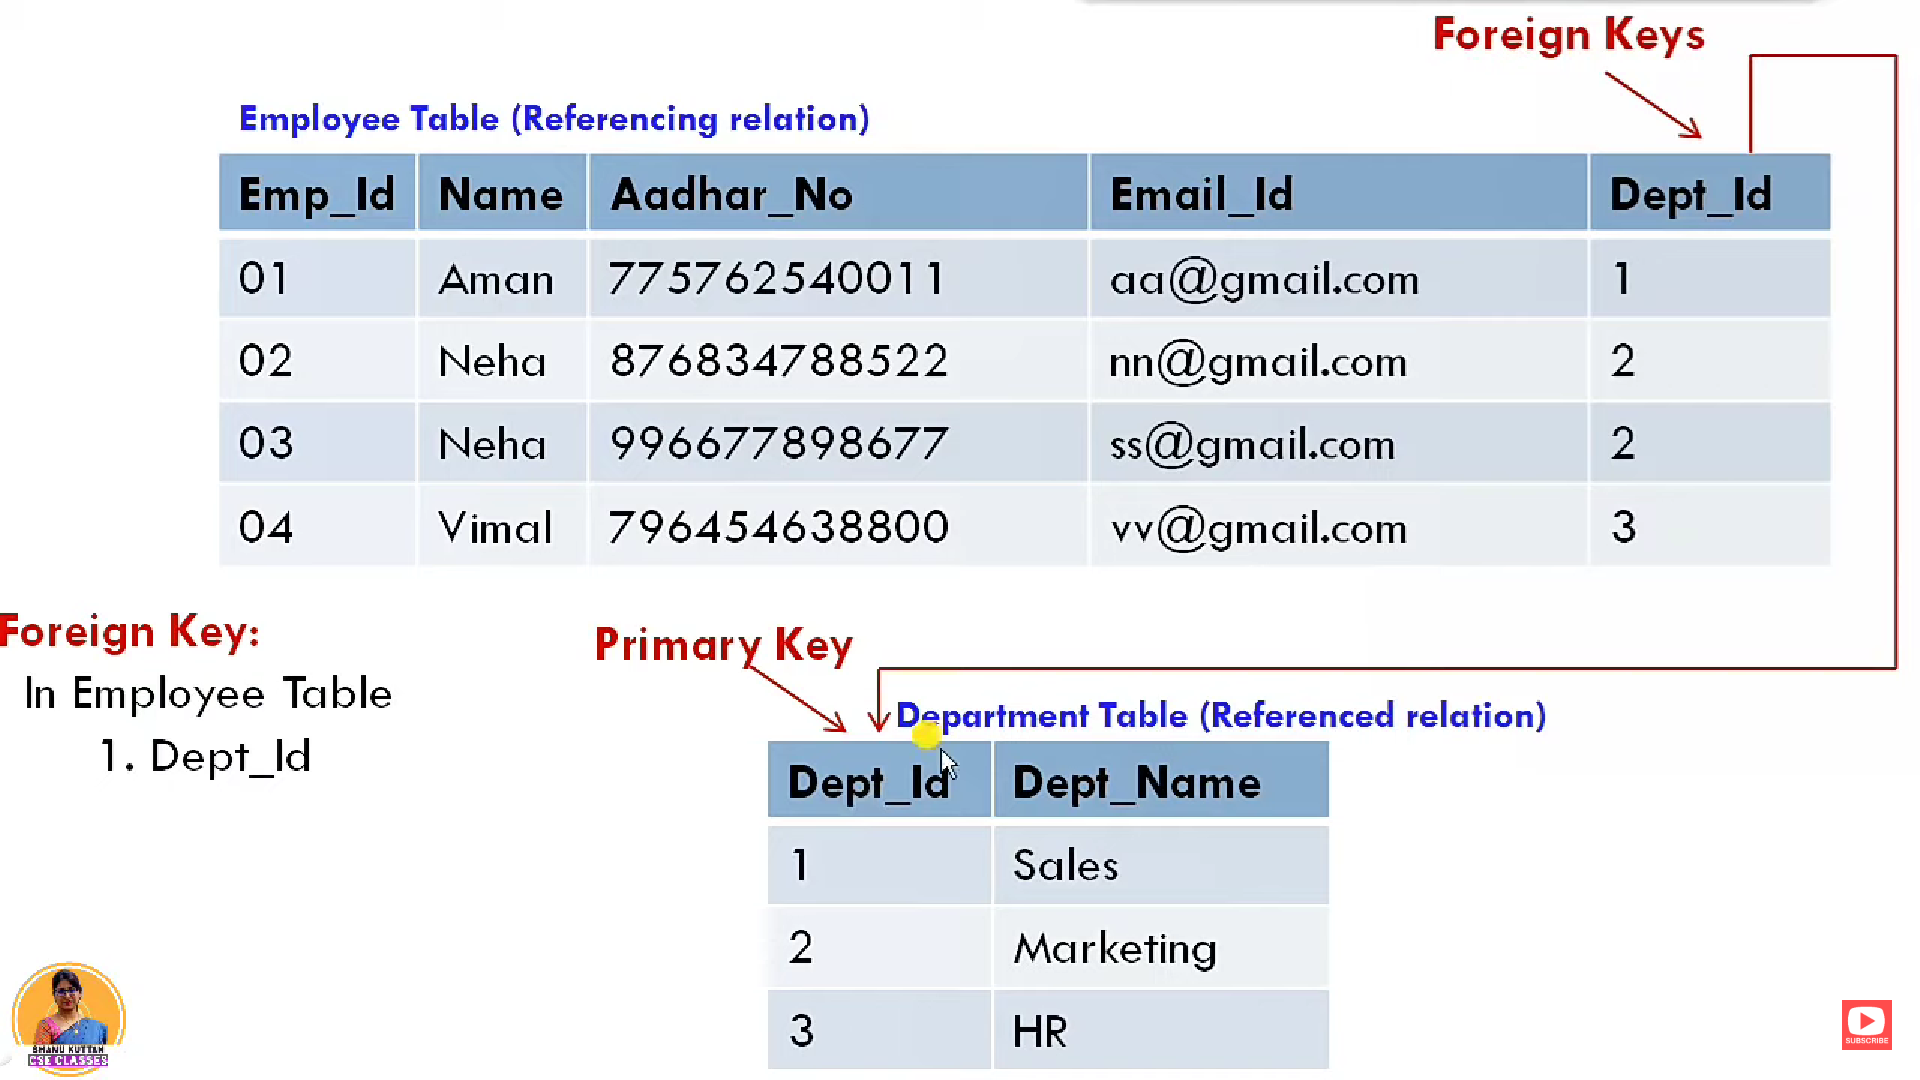 Foreign Keys
Employee Table (Referencing relation)
Emp_Id Name Aadhar_No Email_Id Dept_Id
01 Aman 775762540011 aa@gmail.com 1
02 Neha 876834788522 nn@gmail.com 2
03 Neha 996677898677 ss@gmail.com 2
04 Vimal 796454638800 vv@gmail.com 3
Foreign Key:
In Employee Table
1. Dept_Id
Primary Key
Department Table (Referenced relation)
Dept_Id Dept_Name
1 Sales
2 Marketing
3 HR
BHANU KUTTAN
CSE CLASSES
SUBSCRIBE